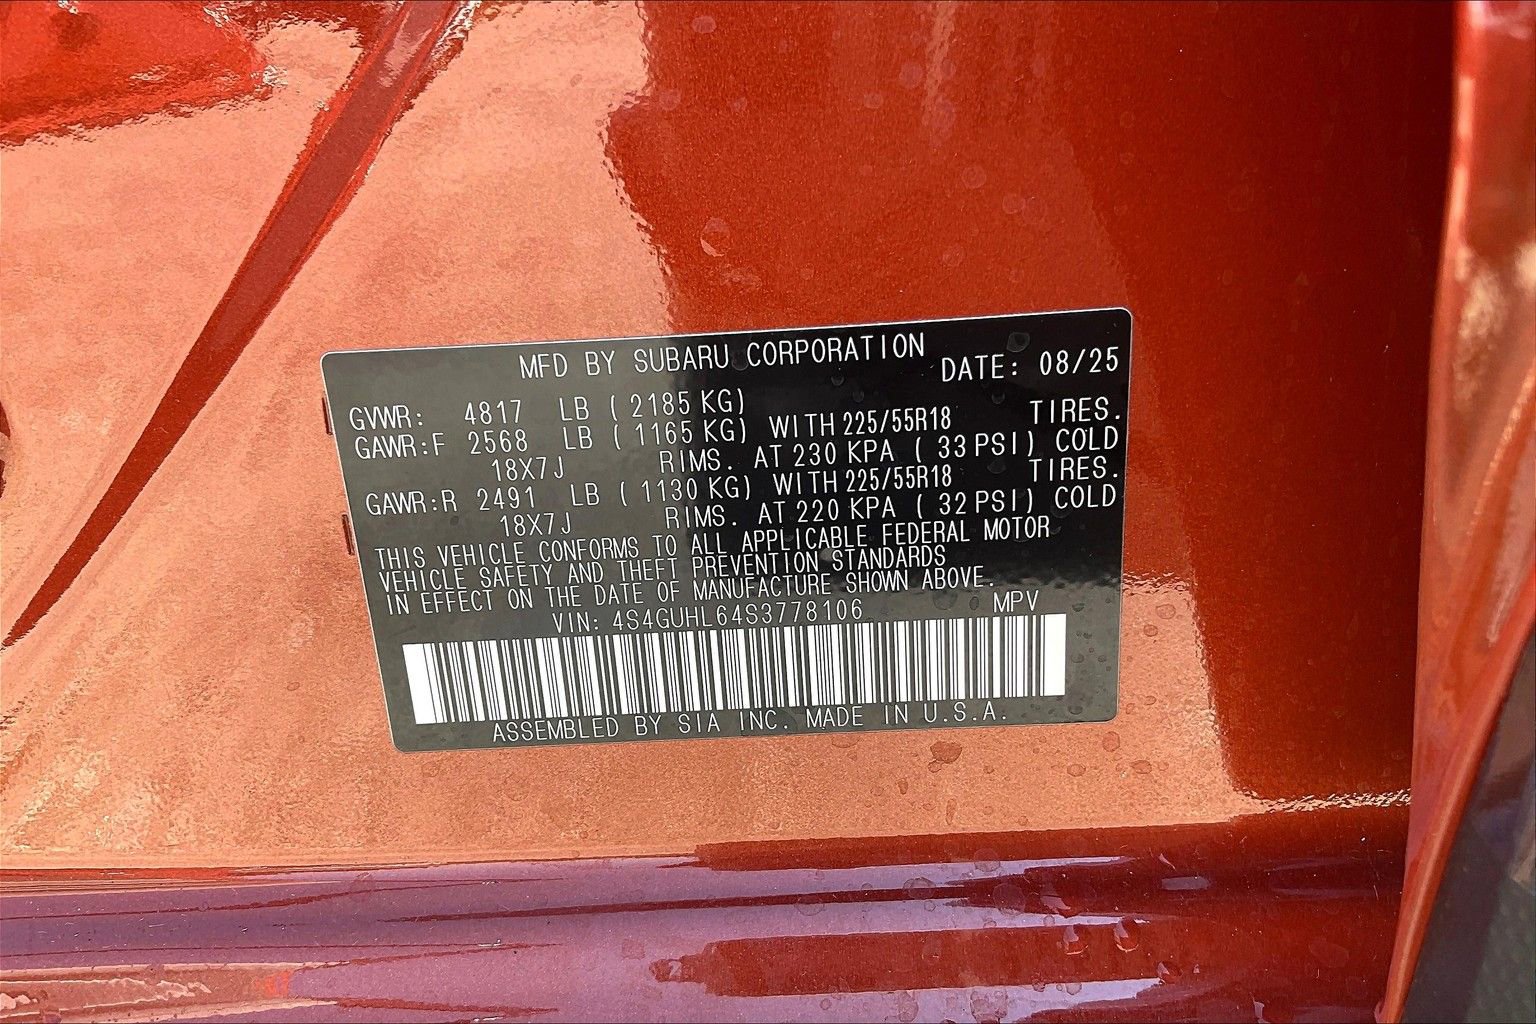 MFD BY SUBARU CORPORATION DATE: 08/25
GVWR: 4817 LB (2185 KG)
GAWR:F 2568 LB (1165 KG) WITH 225/55R18 TIRES.
18X7J RIMS. AT 230 KPA (33 PSI) COLD
GAWR:R 2491 LB (1130 KG) WITH 225/55R18 TIRES.
18X7J RIMS. AT 220 KPA (32 PSI) COLD
THIS VEHICLE CONFORMS TO ALL APPLICABLE FEDERAL MOTOR
VEHICLE SAFETY AND THEFT PREVENTION STANDARDS
IN EFFECT ON THE DATE OF MANUFACTURE SHOWN ABOVE.
VIN: 4S4GUHL64S3778106 MPV
ASSEMBLED BY SIA INC. MADE IN U.S.A.